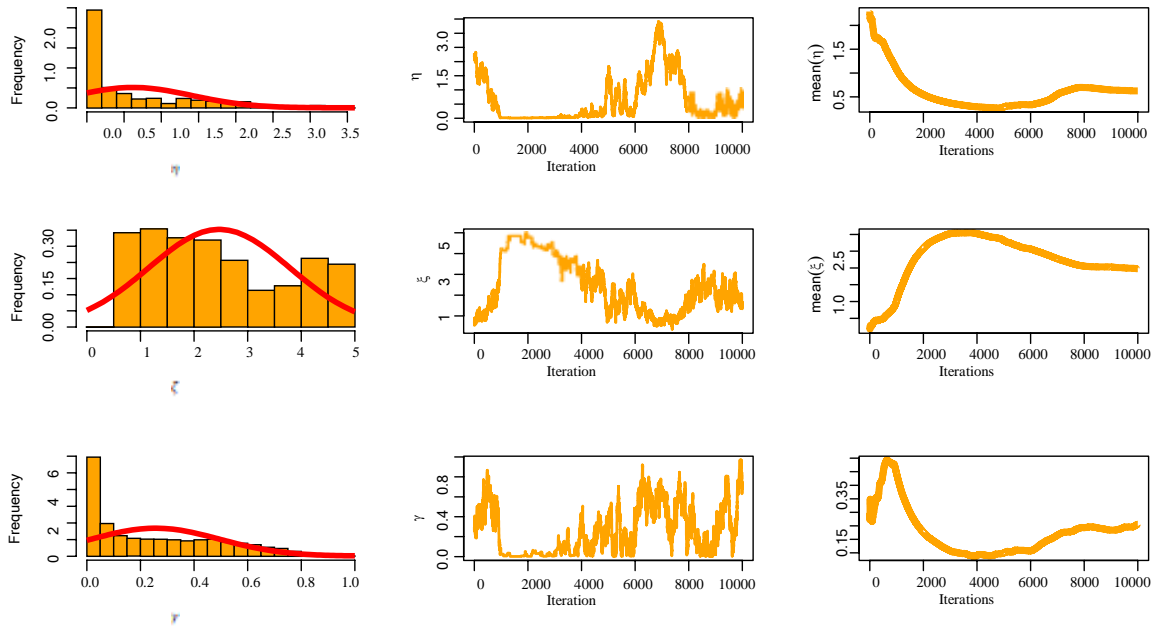 Frequency
0.0 1.0 2.0
0.0 0.5 1.0 1.5 2.0 2.5 3.0 3.5
η
η
0.0 1.5 3.0
0 2000 4000 6000 8000 10000
Iteration
mean(η)
0.5 1.5
0 2000 4000 6000 8000 10000
Iterations
Frequency
0.00 0.15 0.30
0 1 2 3 4 5
ξ
1 3 5
0 2000 4000 6000 8000 10000
Iteration
mean(ξ)
1.0 2.5
0 2000 4000 6000 8000 10000
Iterations
Frequency
0 2 4 6
0.0 0.2 0.4 0.6 0.8 1.0
γ
0.0 0.4 0.8
0 2000 4000 6000 8000 10000
Iteration
0.15 0.35
0 2000 4000 6000 8000 10000
Iterations